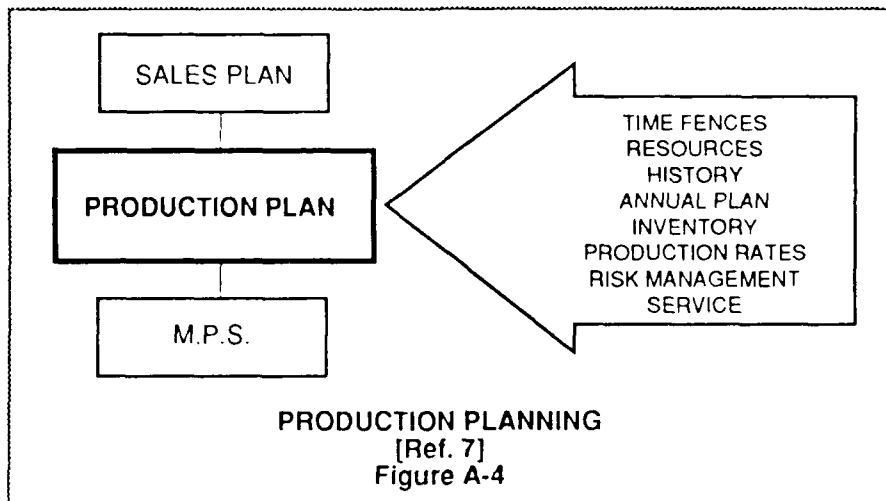 SALES PLAN
PRODUCTION PLAN
M.P.S.
TIME FENCES
RESOURCES
HISTORY
ANNUAL PLAN
INVENTORY
PRODUCTION RATES
RISK MANAGEMENT
SERVICE
PRODUCTION PLANNING
[Ref. 7]
Figure A-4